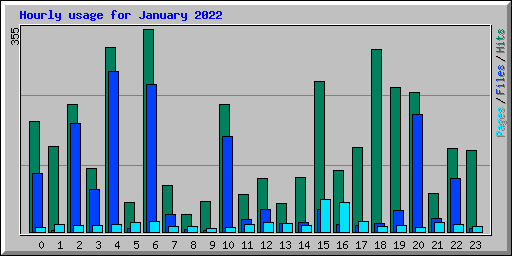 Hourly usage for January 2022
355
Pages / Files / Hits
0 1 2 3 4 5 6 7 8 9 10 11 12 13 14 15 16 17 18 19 20 21 22 23